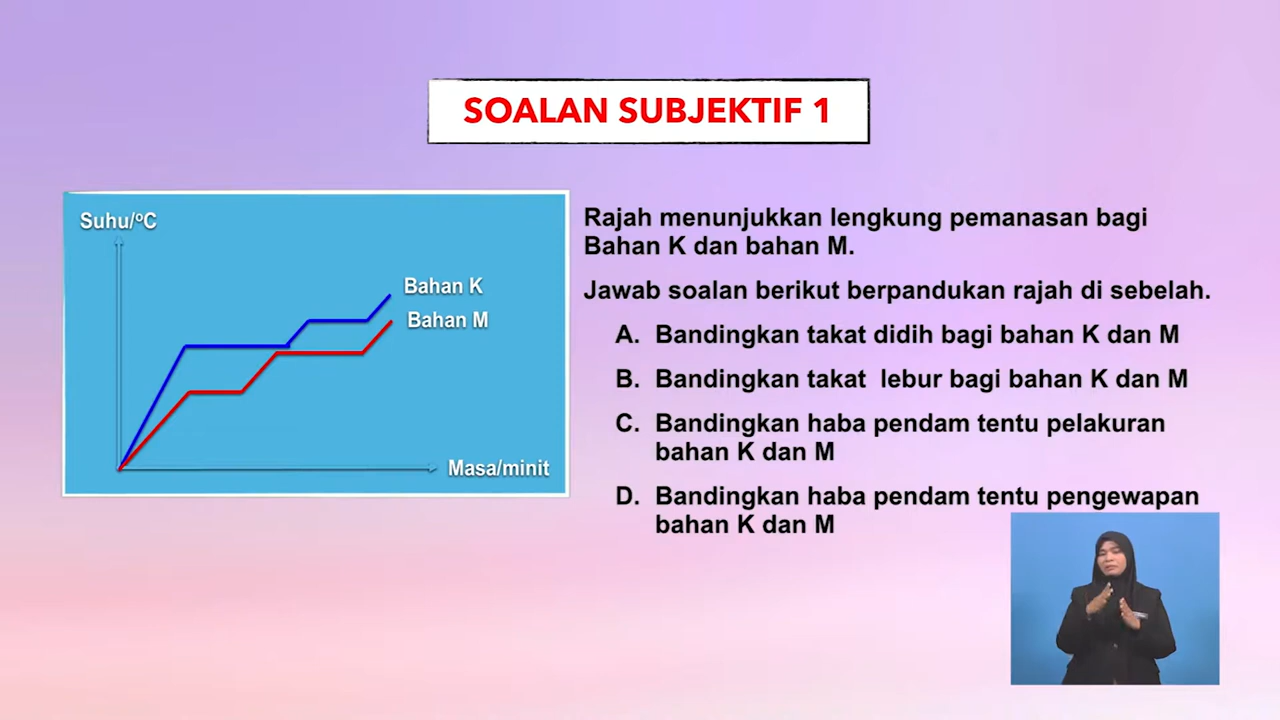 SOALAN SUBJEKTIF 1
Suhu/ºC
Bahan K
Bahan M
Masa/minit
Rajah menunjukkan lengkung pemanasan bagi
Bahan K dan bahan M.
Jawab soalan berikut berpandukan rajah di sebelah.
A. Bandingkan takat didih bagi bahan K dan M
B. Bandingkan takat lebur bagi bahan K dan M
C. Bandingkan haba pendam tentu pelakuran
bahan K dan M
D. Bandingkan haba pendam tentu pengewapan
bahan K dan M